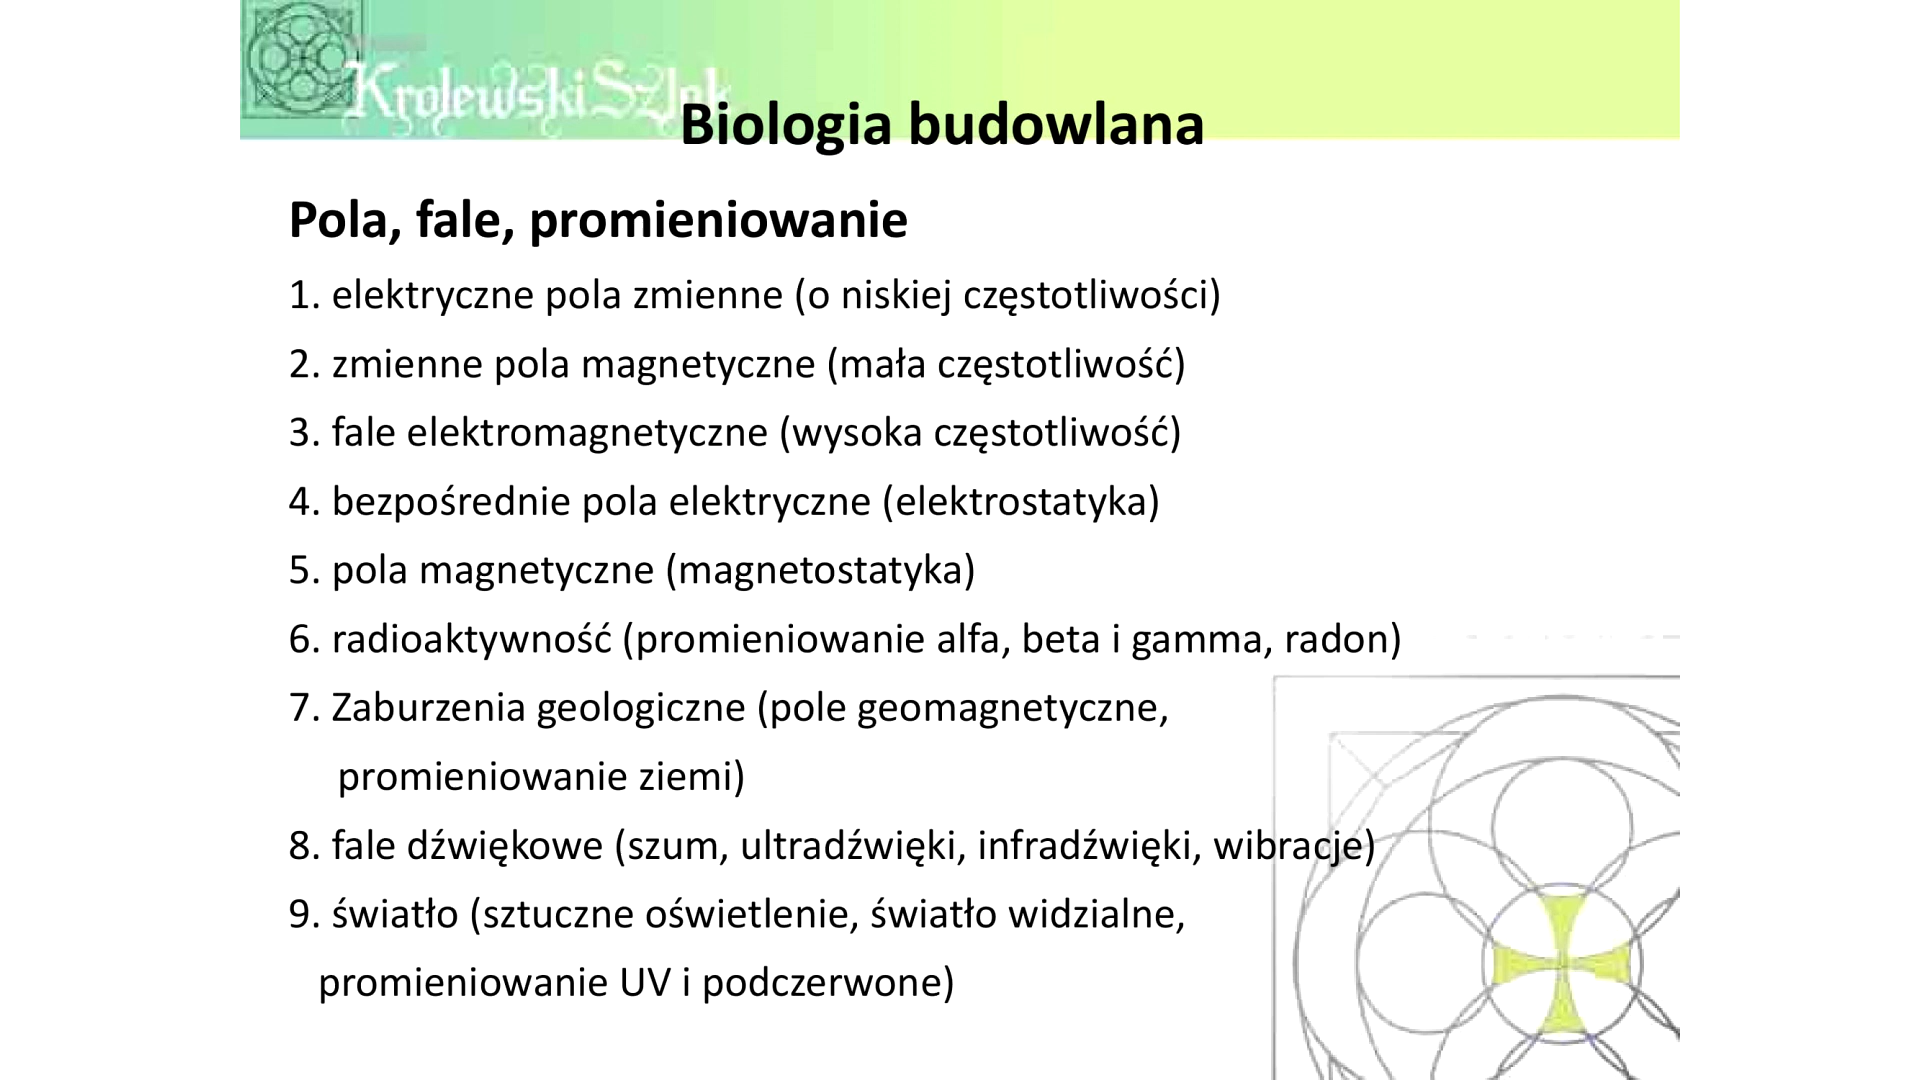 Krolewski Szlak
Biologia budowlana
Pola, fale, promieniowanie
1. elektryczne pola zmienne (o niskiej częstotliwości)
2. zmienne pola magnetyczne (mała częstotliwość)
3. fale elektromagnetyczne (wysoka częstotliwość)
4. bezpośrednie pola elektryczne (elektrostatyka)
5. pola magnetyczne (magnetostatyka)
6. radioaktywność (promieniowanie alfa, beta i gamma, radon)
7. Zaburzenia geologiczne (pole geomagnetyczne,
promieniowanie ziemi)
8. fale dźwiękowe (szum, ultradźwięki, infradźwięki, wibracje)
9. światło (sztuczne oświetlenie, światło widzialne,
promieniowanie UV i podczerwone)